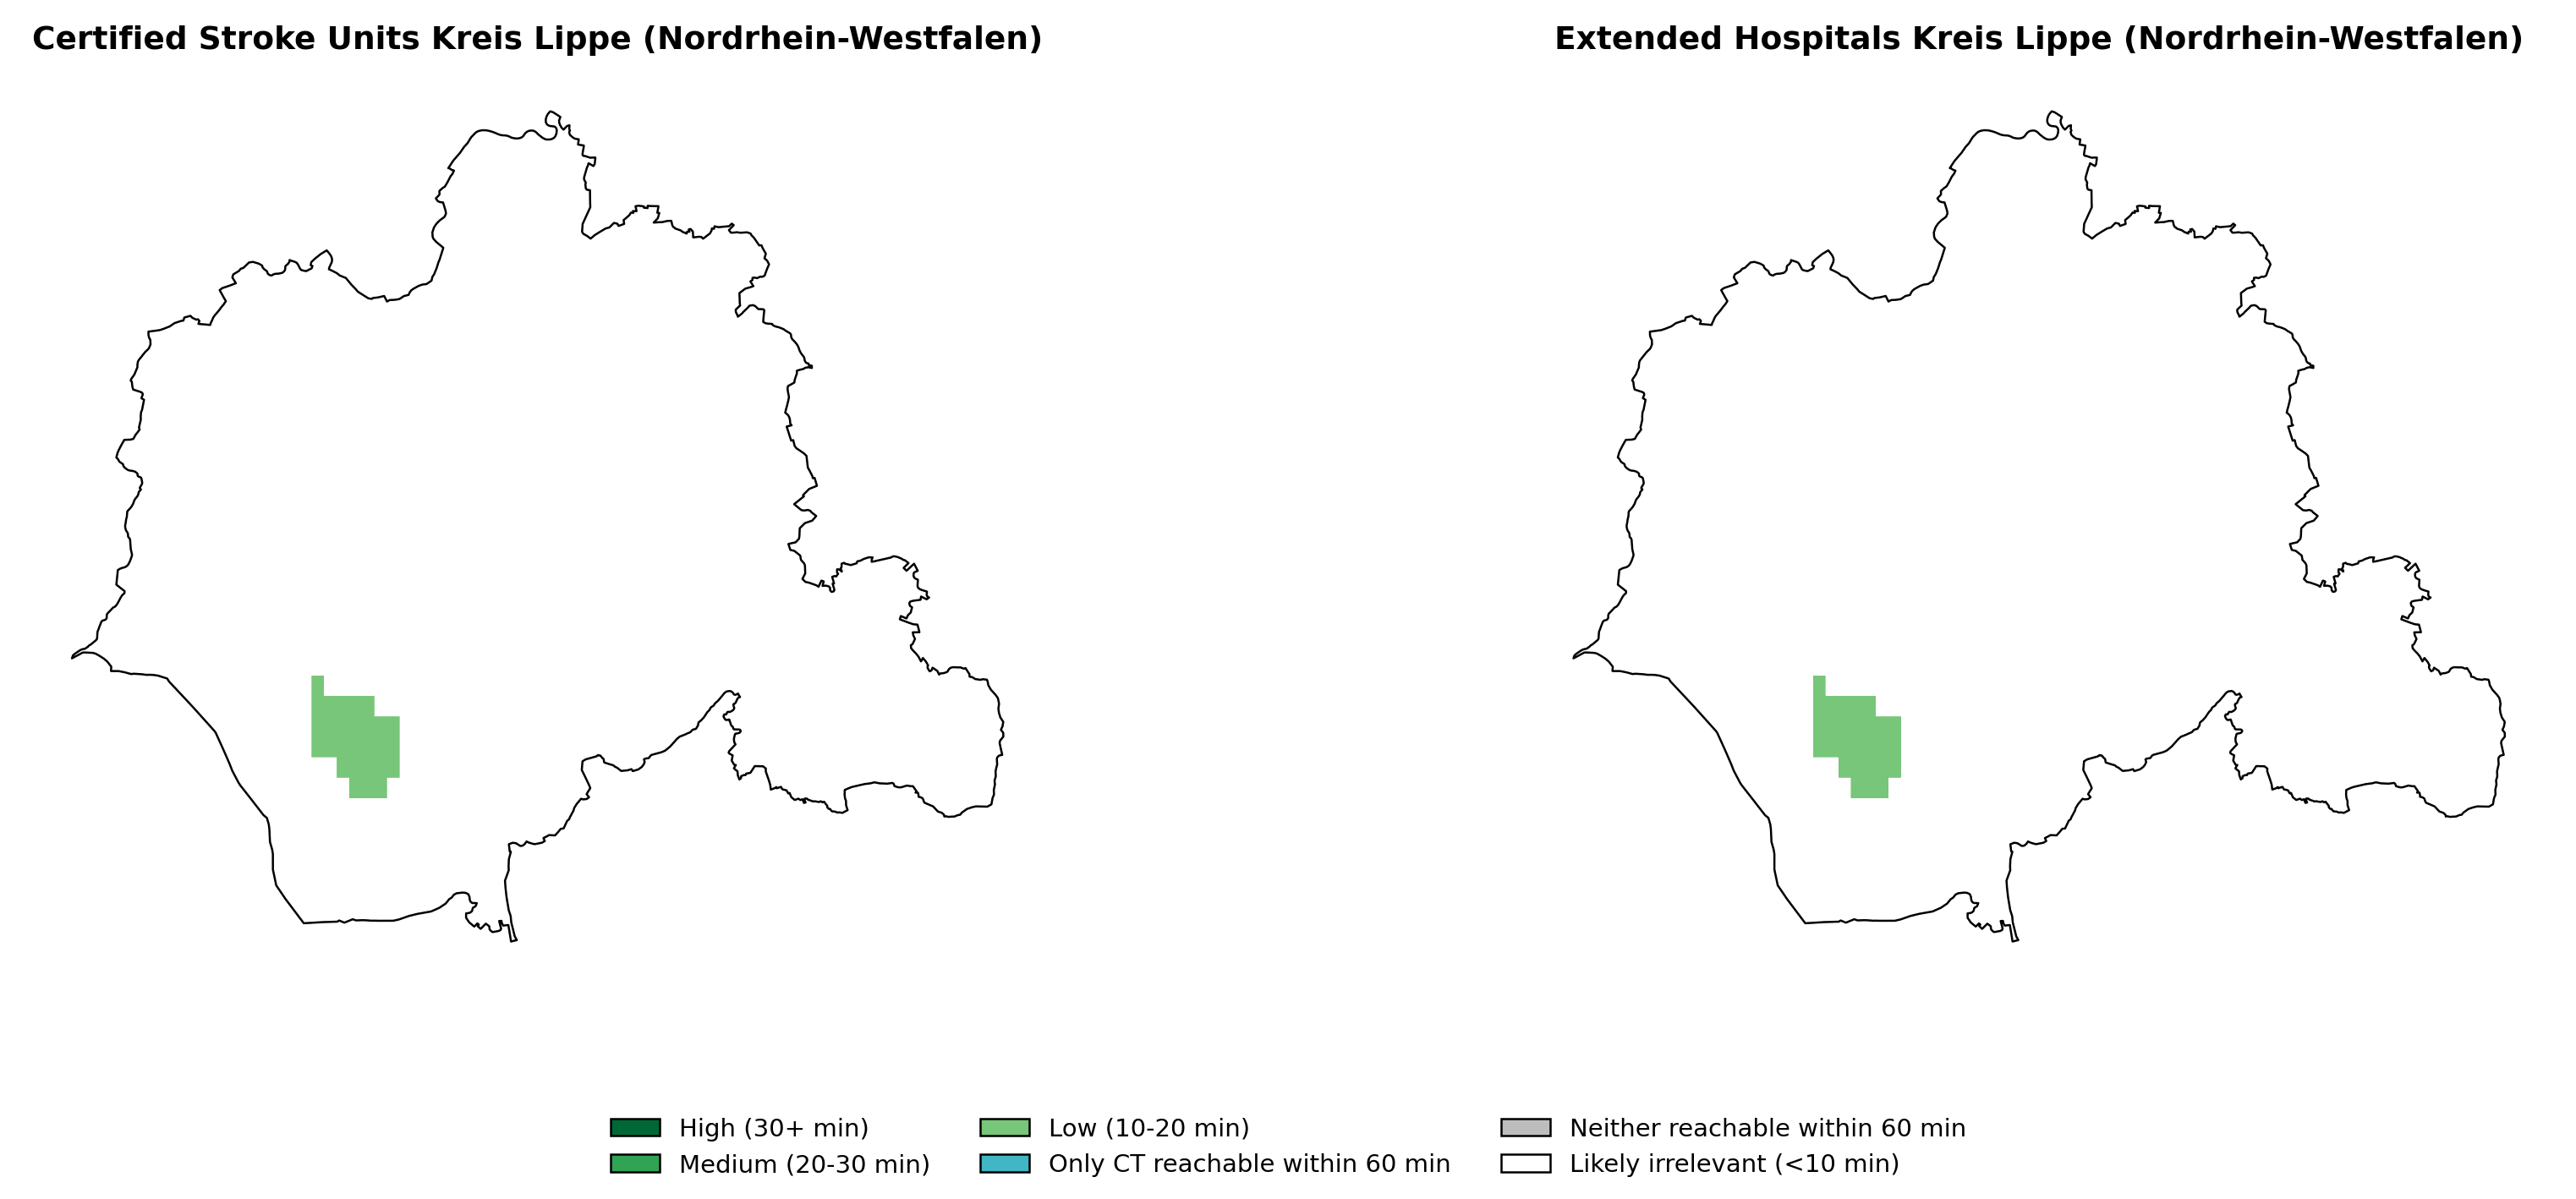 Certified Stroke Units Kreis Lippe (Nordrhein-Westfalen)
Extended Hospitals Kreis Lippe (Nordrhein-Westfalen)
High (30+ min)
Medium (20-30 min)
Low (10-20 min)
Only CT reachable within 60 min
Neither reachable within 60 min
Likely irrelevant (<10 min)